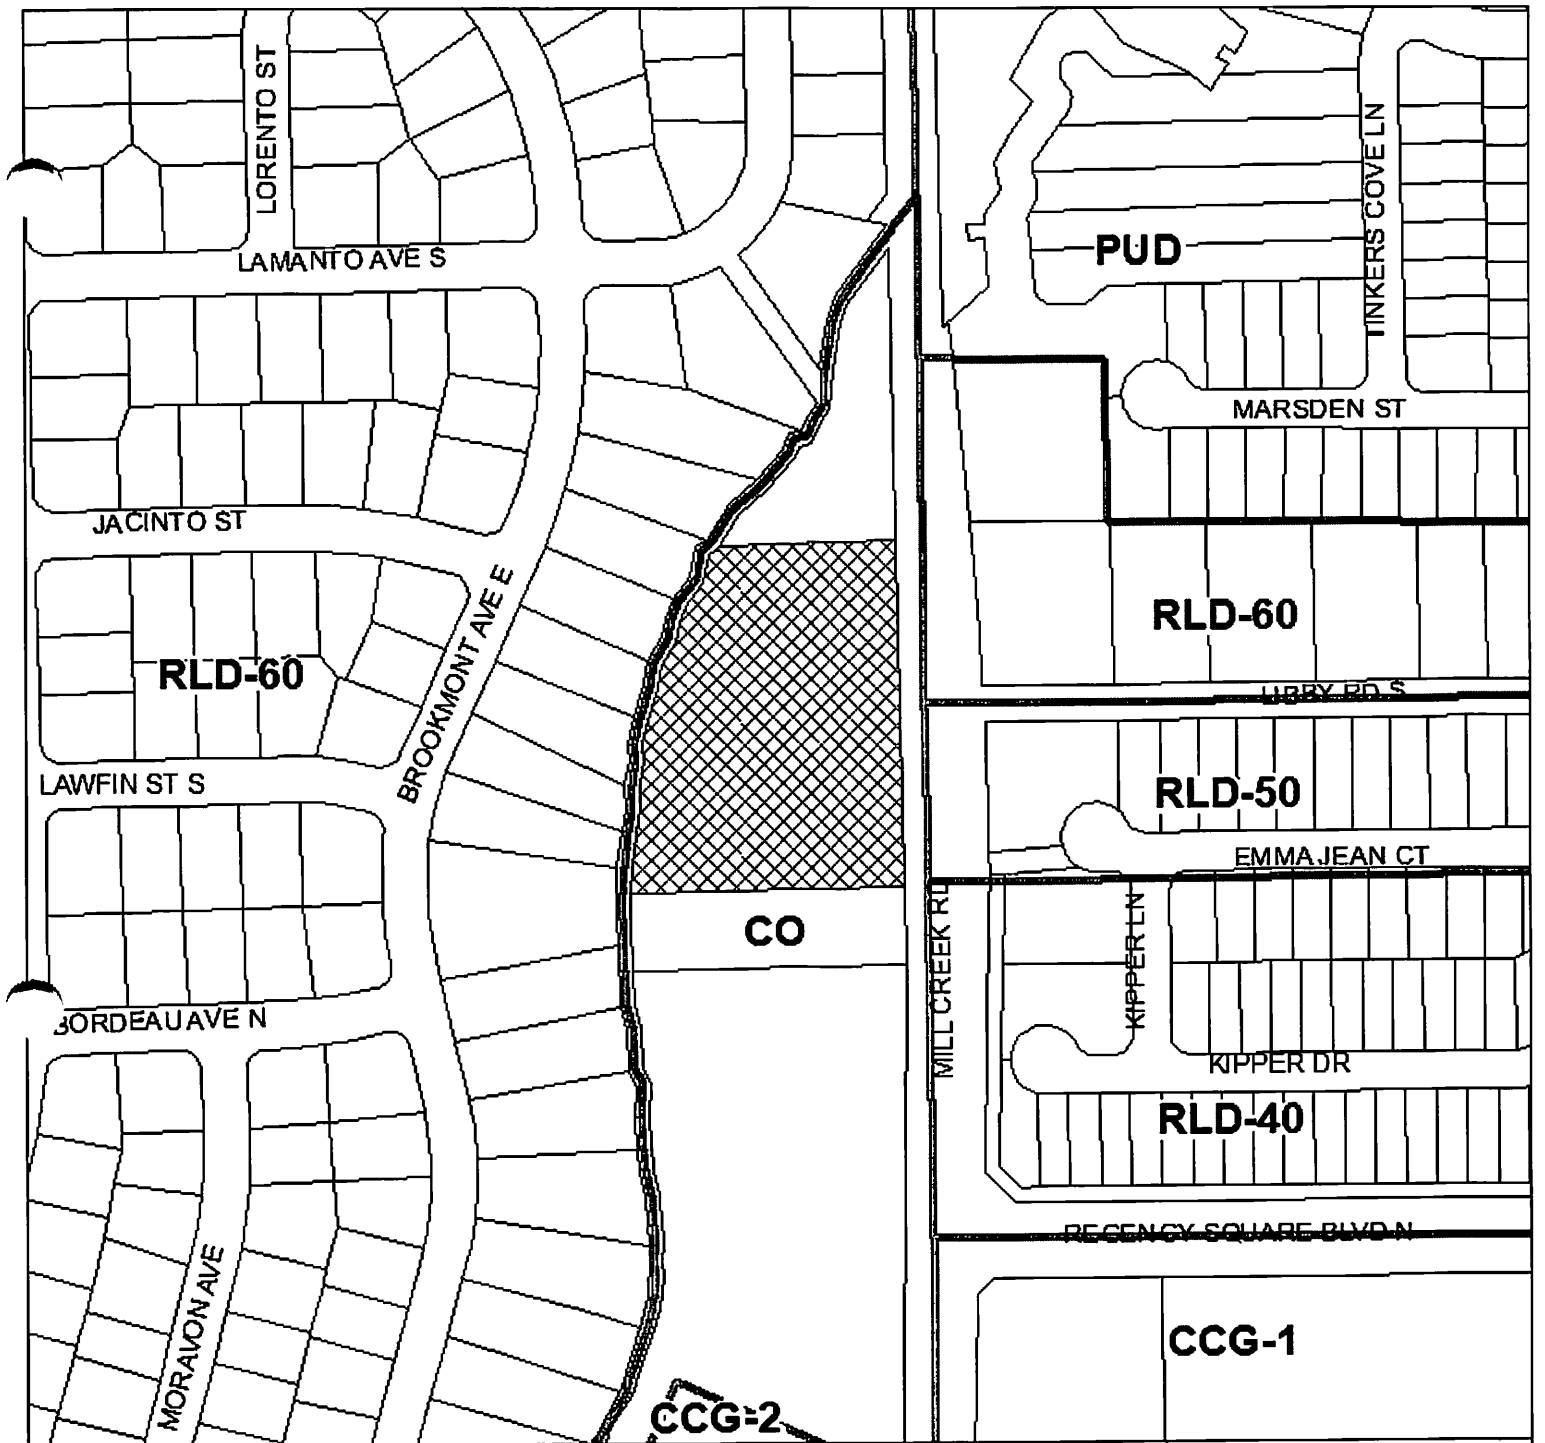 LORENTO ST
TINKERS COVE LN
LAMANTO AVE S
PUD
MARSDEN ST
JACINTO ST
BROOKMONT AVE E
RLD-60
RLD-60
LIBBY RD S
LAWFIN ST S
RLD-50
EMMA JEAN CT
CO
MILL CREEK RD
KIPPER LN
BORDEAU AVE N
KIPPER DR
RLD-40
REGENCY SQUARE BLVD N
MORAVON AVE
CCG-1
CCG-2